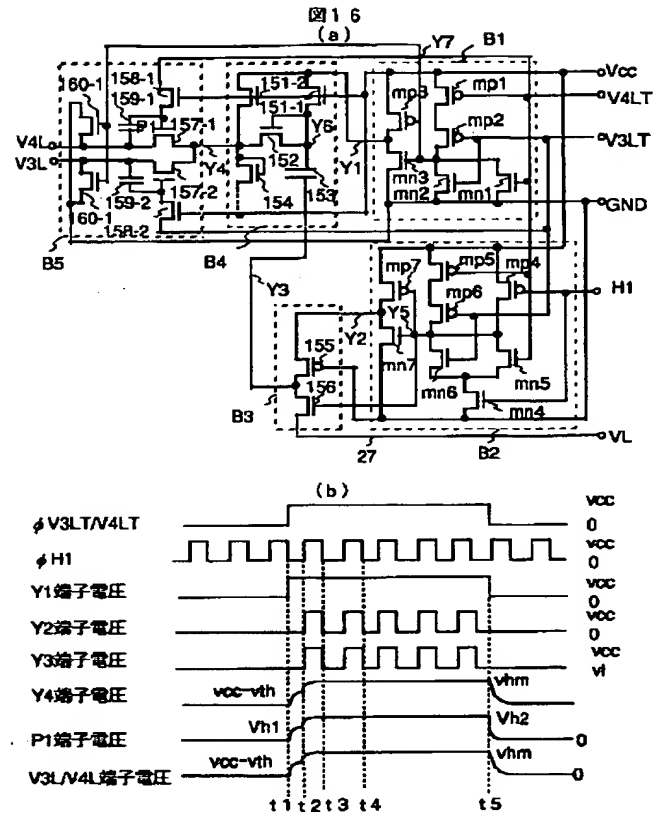 図16
(a)
Y7
B1
160-1
158-1
159-1
P1
157-1
151-2
151-1
mp3
mp1
Vcc
V4LT
mp2
V3LT
V4L
V3L
Y4
Y6
Y1
152
153
mn3
mn2
mn1
157-2
154
GND
160-1
159-2
158-2
B5
B4
mp7
mp5
mp4
H1
mp6
Y3
Y2
Y5
155
mn7
mn6
mn5
156
mn4
B3
VL
27
B2
(b)
φV3LT/V4LT
vcc
0
φH1
vcc
0
Y1端子電圧
vcc
0
Y2端子電圧
vcc
0
Y3端子電圧
vcc
vl
Y4端子電圧
vcc-vth
vhm
P1端子電圧
Vh1
Vh2
0
V3L/V4L端子電圧
vcc-vth
vhm
0
t1
t2
t3
t4
t5